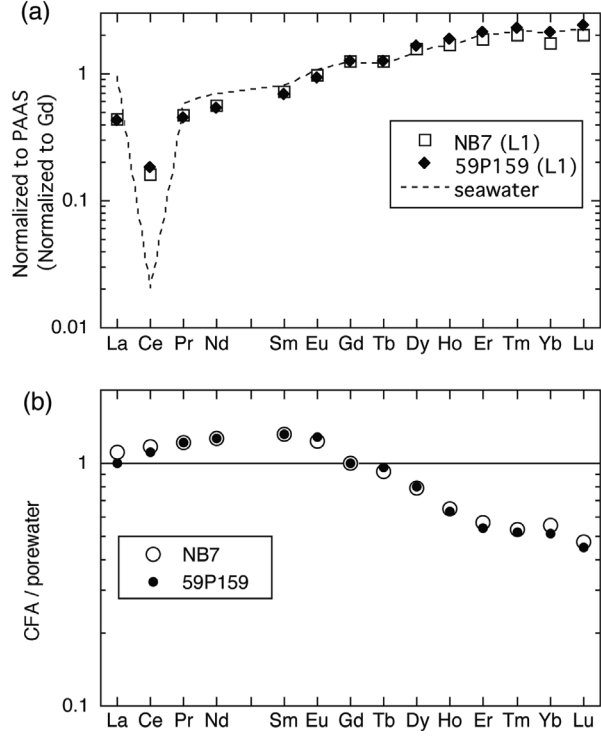 (a)
Normalized to PAAS
(Normalized to Gd)
1
0.1
0.01
NB7 (L1)
59P159 (L1)
seawater
La Ce Pr Nd Sm Eu Gd Tb Dy Ho Er Tm Yb Lu
(b)
CFA / porewater
1
0.1
NB7
59P159
La Ce Pr Nd Sm Eu Gd Tb Dy Ho Er Tm Yb Lu